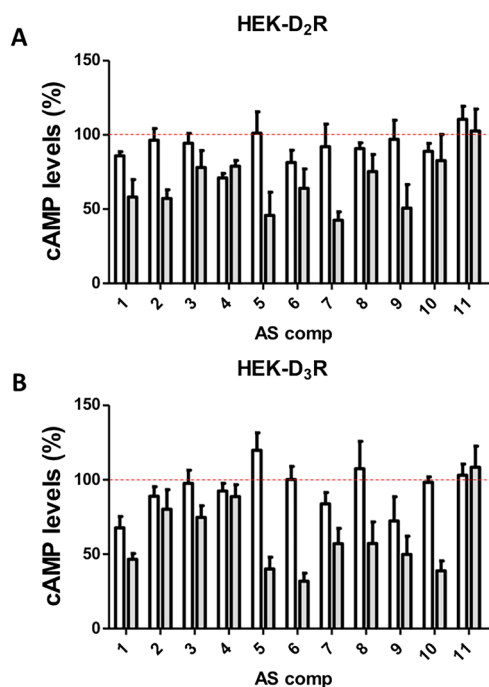 A
HEK-D₂R
cAMP levels (%)
150
100
50
0
1 2 3 4 5 6 7 8 9 10 11
AS comp
B
HEK-D₃R
cAMP levels (%)
150
100
50
0
1 2 3 4 5 6 7 8 9 10 11
AS comp